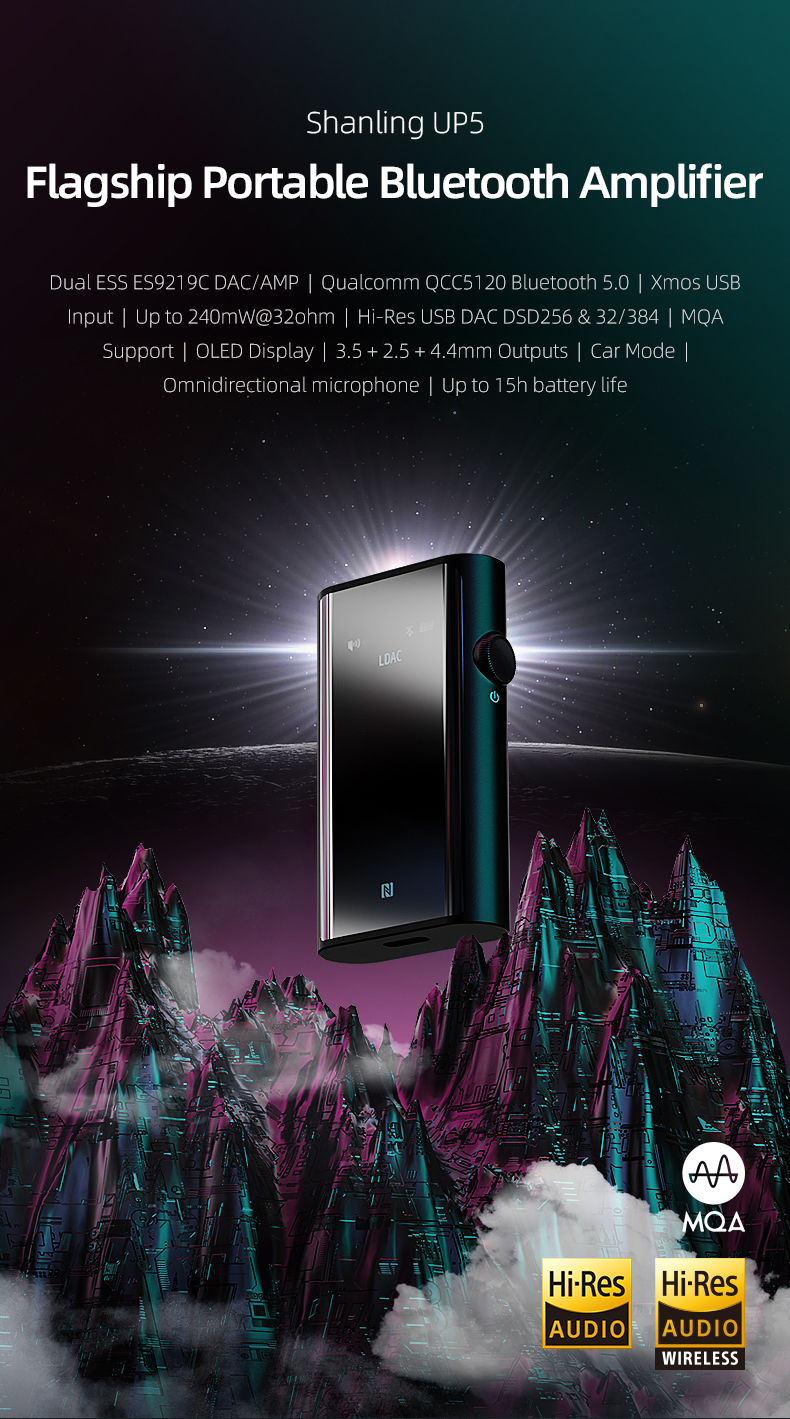 Shanling UP5
Flagship Portable Bluetooth Amplifier
Dual ESS ES9219C DAC/AMP | Qualcomm QCC5120 Bluetooth 5.0 | Xmos USB
Input | Up to 240mW@32ohm | Hi-Res USB DAC DSD256 & 32/384 | MQA
Support | OLED Display | 3.5 + 2.5 + 4.4mm Outputs | Car Mode |
Omnidirectional microphone | Up to 15h battery life
LDAC
MQA
Hi-Res
AUDIO
Hi-Res
AUDIO
WIRELESS